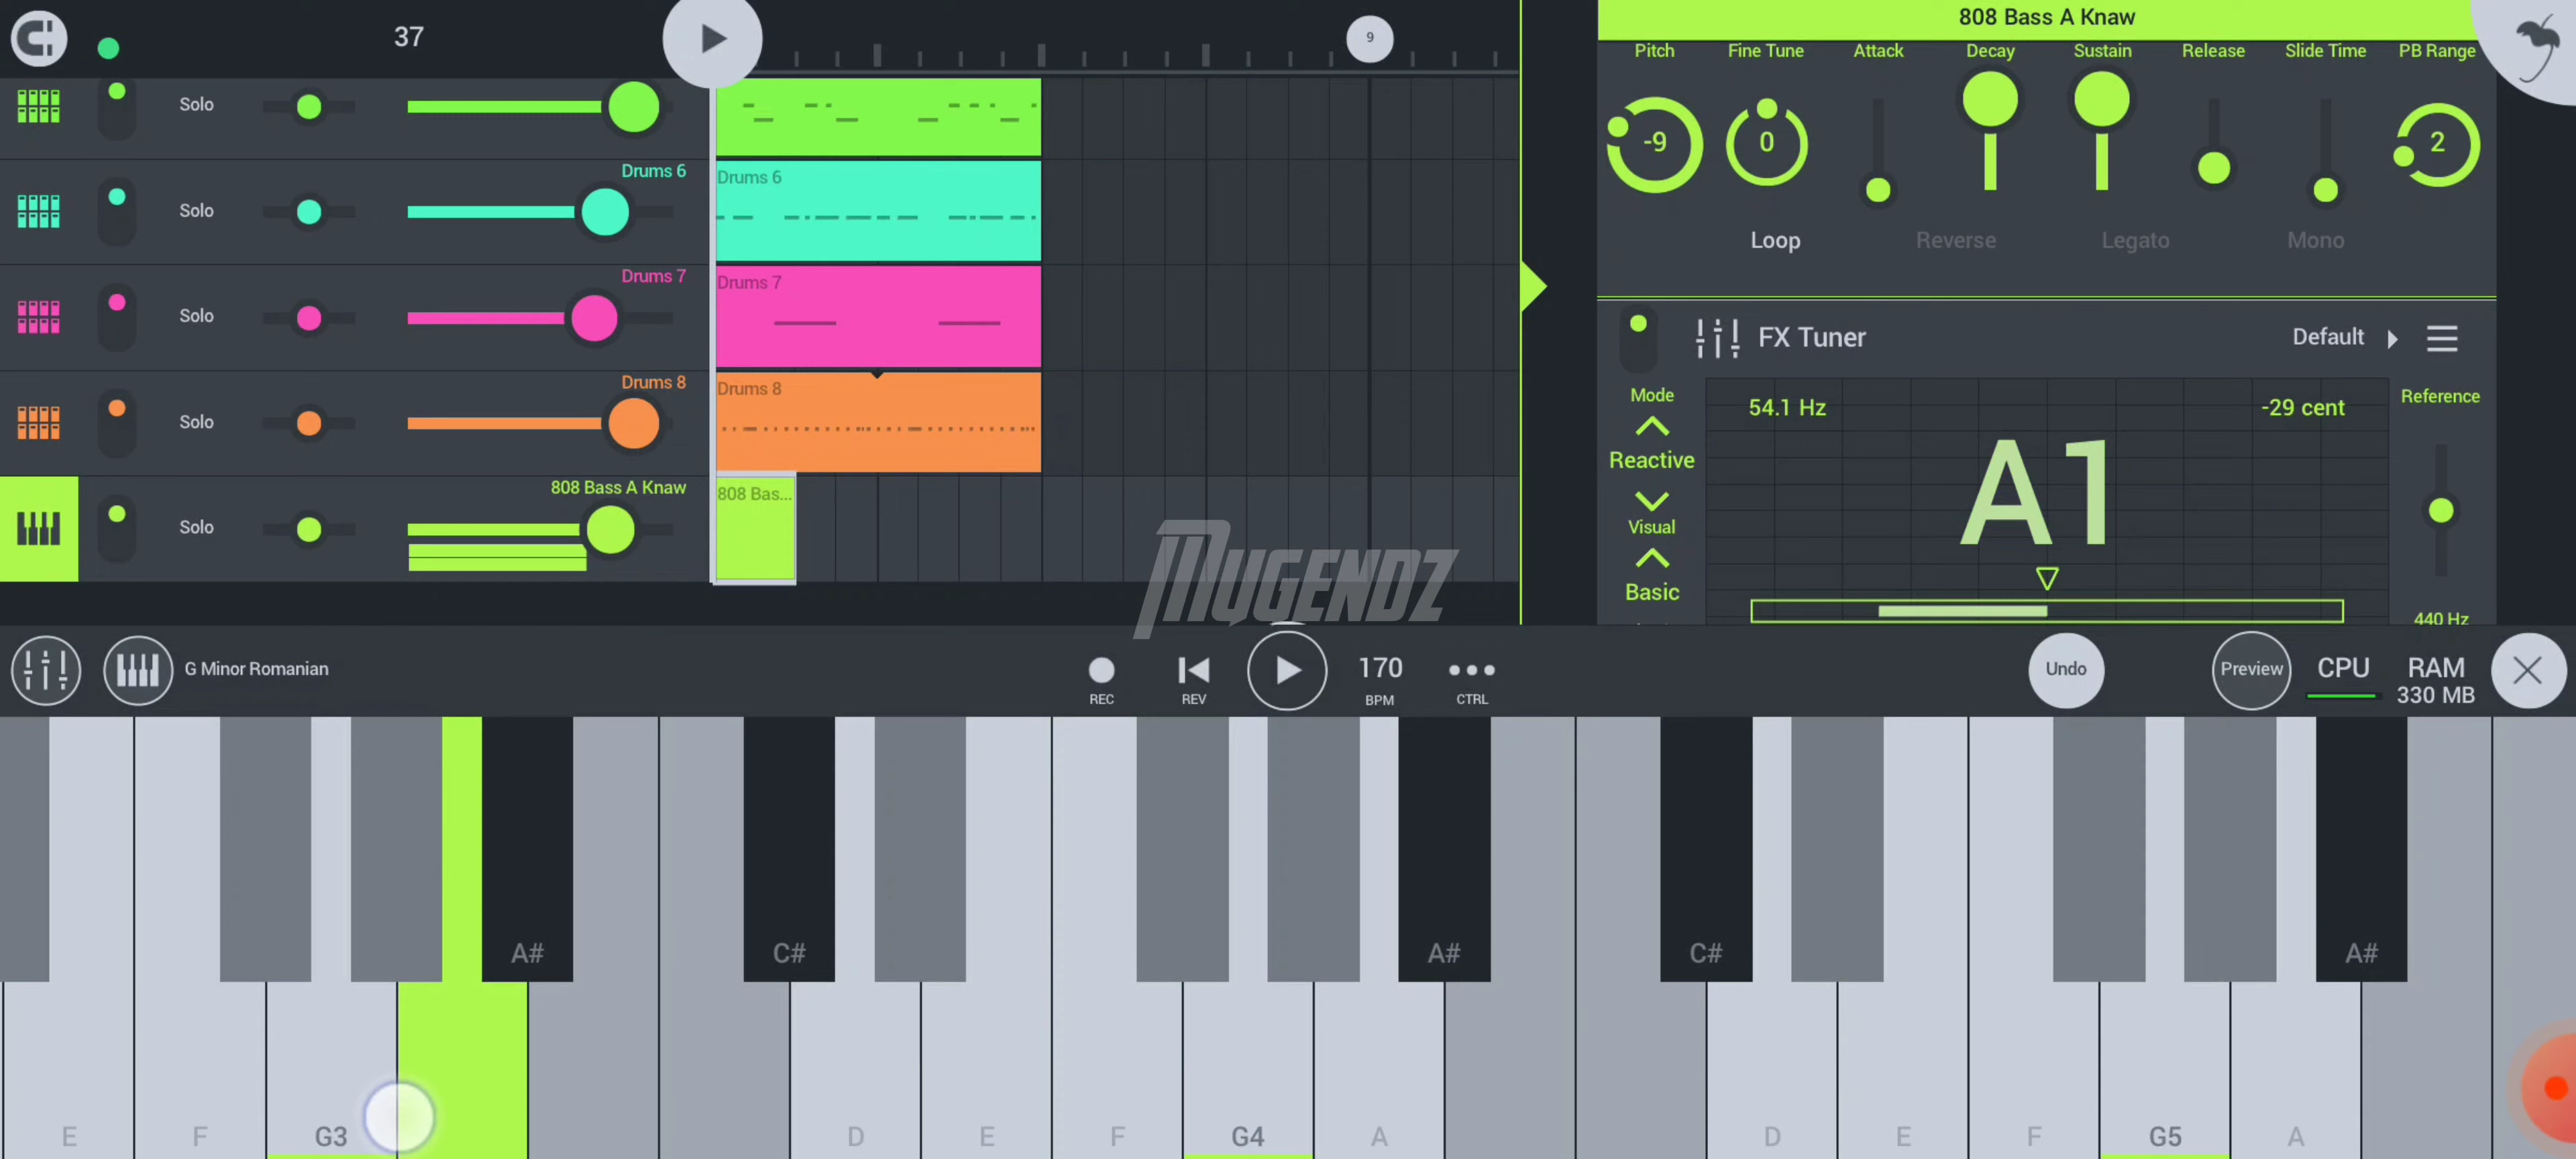 37
9
808 Bass A Knaw
Pitch Fine Tune Attack Decay Sustain Release Slide Time PB Range
-9 0 2
Loop Reverse Legato Mono
Solo
Drums 6
Solo
Drums 6
Drums 7
Solo
Drums 7
Drums 8
Solo
Drums 8
808 Bass A Knaw
Solo
808 Bas...
FX Tuner Default
Mode
Reactive
Visual
Basic
54.1 Hz -29 cent
A1
Reference
440 Hz
MUGENDZ
G Minor Romanian
REC
REV
170
BPM
CTRL
Undo
Preview
CPU
RAM
330 MB
A# C# A# C# A#
E F G3 D E F G4 A D E F G5 A